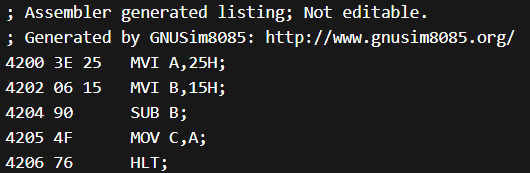 ; Assembler generated listing; Not editable.
; Generated by GNUSim8085: http://www.gnusim8085.org/
4200 3E 25   MVI A,25H;
4202 06 15   MVI B,15H;
4204 90      SUB B;
4205 4F      MOV C,A;
4206 76      HLT;